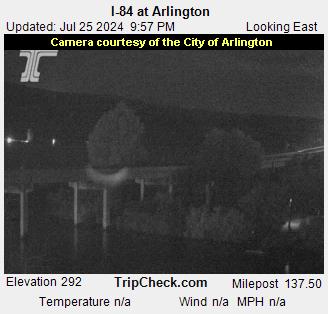 I-84 at Arlington
Updated: Jul 25 2024 9:57 PM Looking East
Camera courtesy of the City of Arlington
Elevation 292 TripCheck.com Milepost 137.50
Temperature n/a Wind n/a MPH n/a